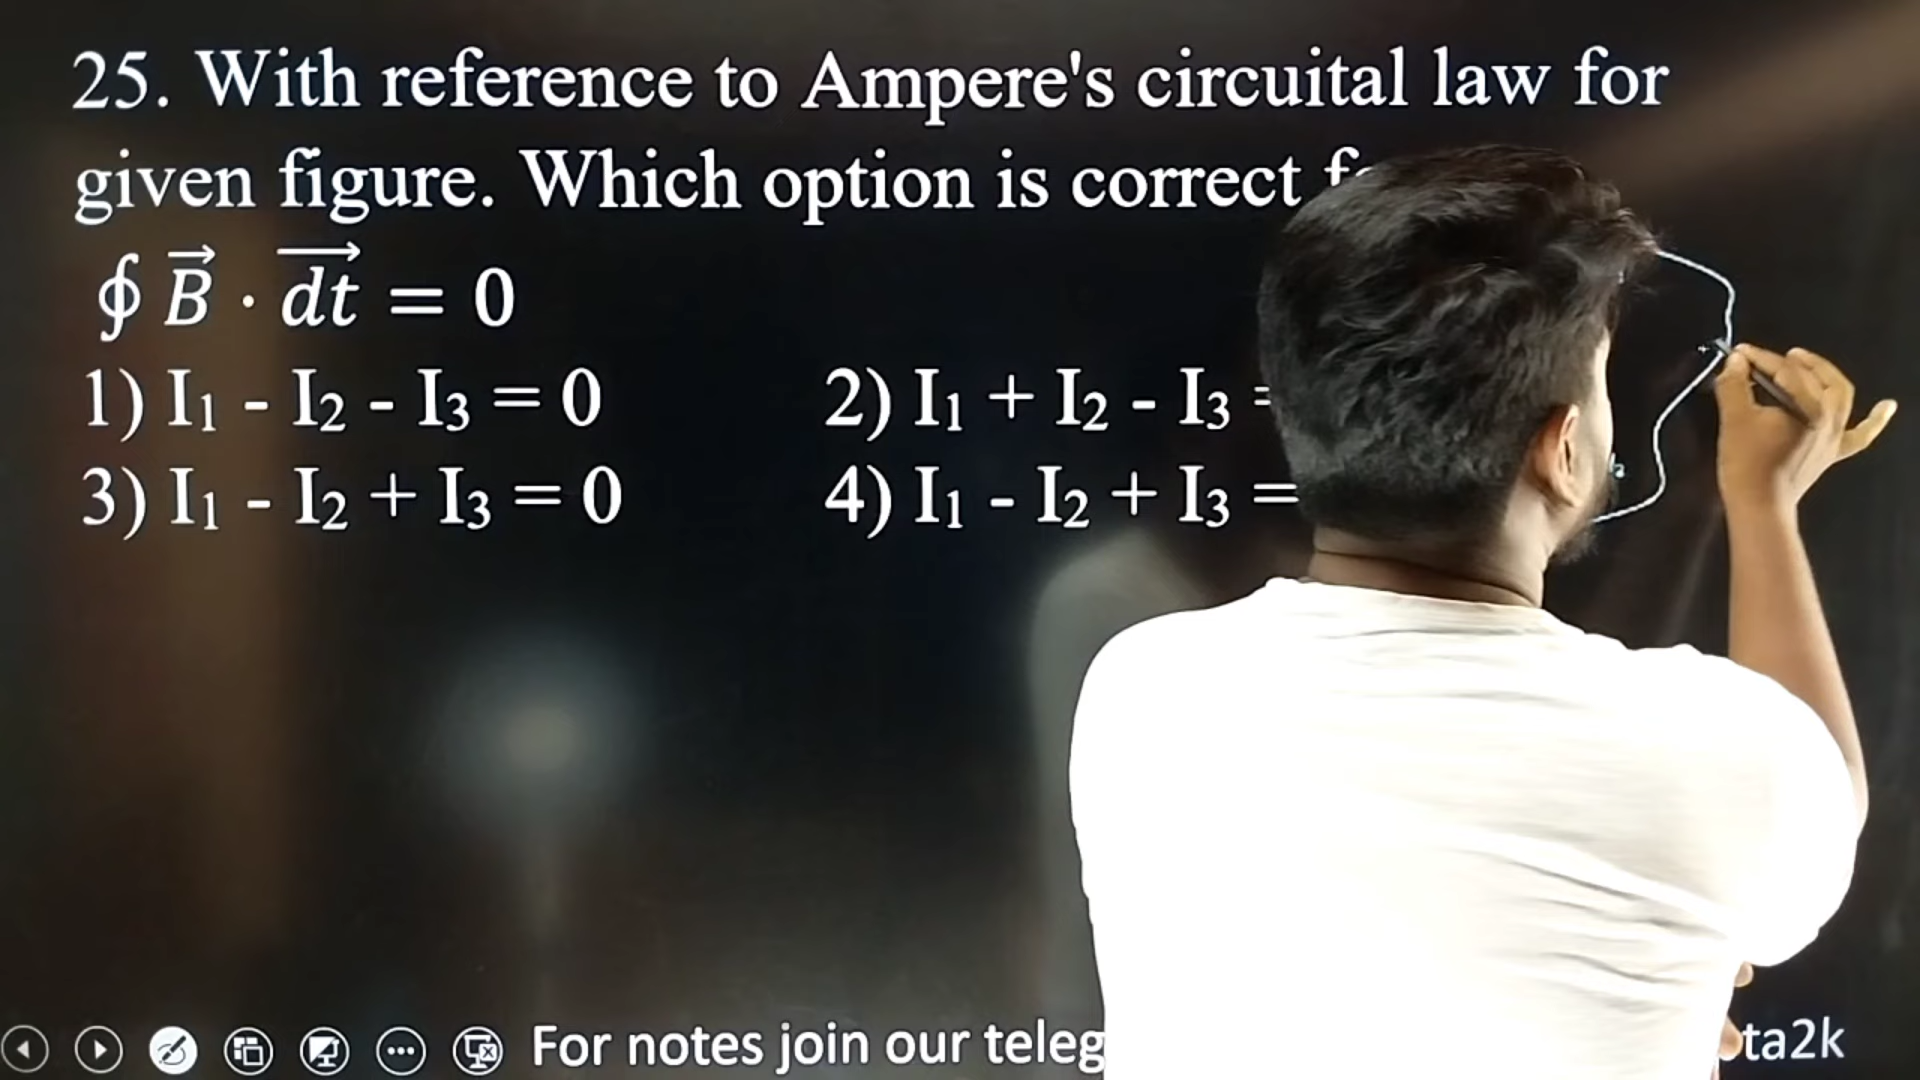 25. With reference to Ampere's circuital law for
given figure. Which option is correct
∮ \vec{B} · \vec{dt} = 0
1) I₁ - I₂ - I₃ = 0
2) I₁ + I₂ - I₃
3) I₁ - I₂ + I₃ = 0
4) I₁ - I₂ + I₃ =
For notes join our teleg
ta2k